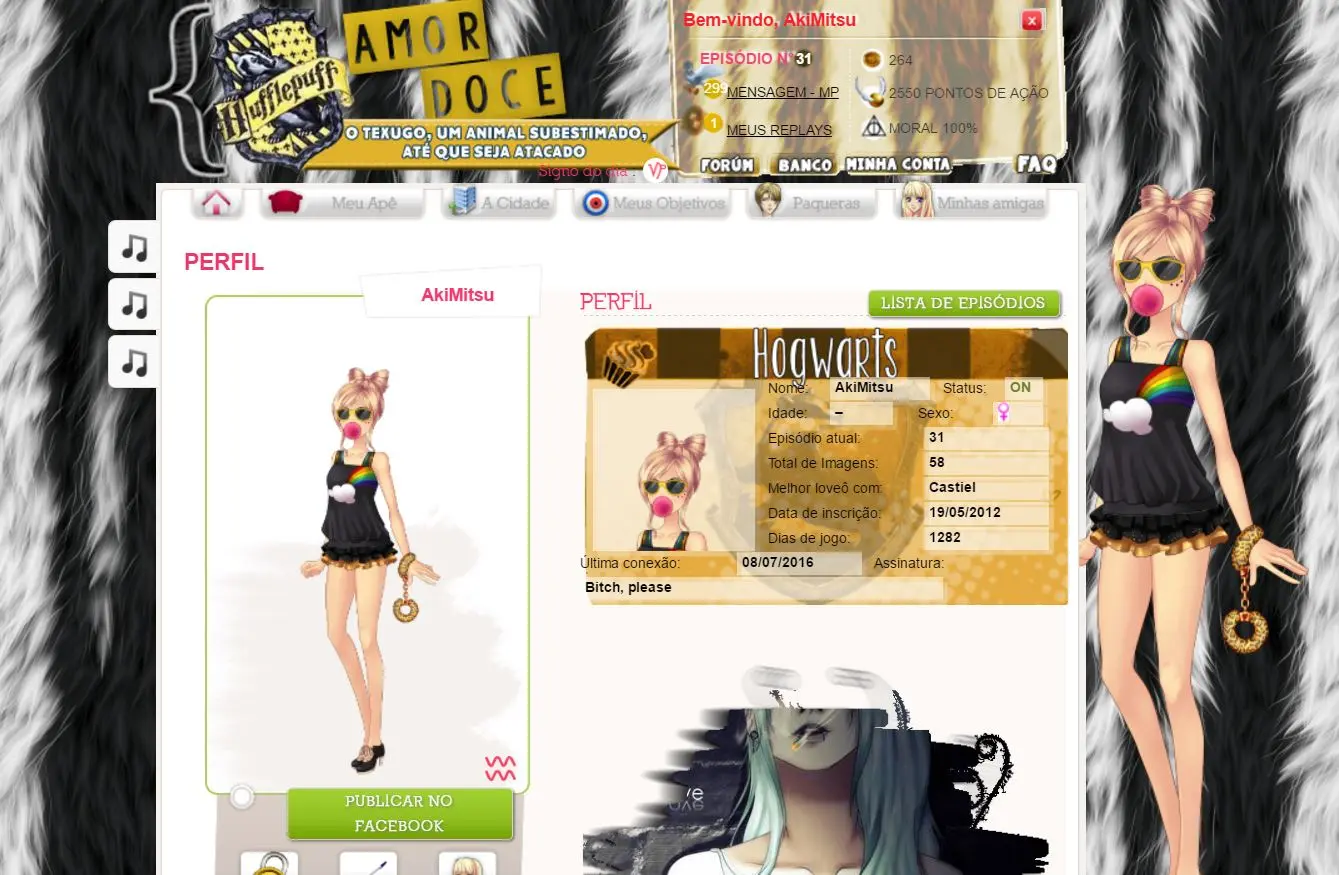 AMOR
DOCE
Hufflepuff
O TEXUGO, UM ANIMAL SUBESTIMADO,
ATÉ QUE SEJA ATACADO
Signo do dia :
Bem-vindo, AkiMitsu
x
EPISÓDIO N°31
264
299 MENSAGEM - MP
2550 PONTOS DE AÇÃO
1 MEUS REPLAYS
MORAL 100%
FORÚM
BANCO
MINHA CONTA
FAQ
Meu Apê
A Cidade
Meus Objetivos
Paqueras
Minhas amigas
PERFIL
AkiMitsu
PUBLICAR NO
FACEBOOK
PERFIL
LISTA DE EPISÓDIOS
Hogwarts
Nome: AkiMitsu Status: ON
Idade: – Sexo:
Episódio atual: 31
Total de Imagens: 58
Melhor loveô com: Castiel
Data de inscrição: 19/05/2012
Dias de jogo: 1282
Última conexão: 08/07/2016 Assinatura:
Bitch, please